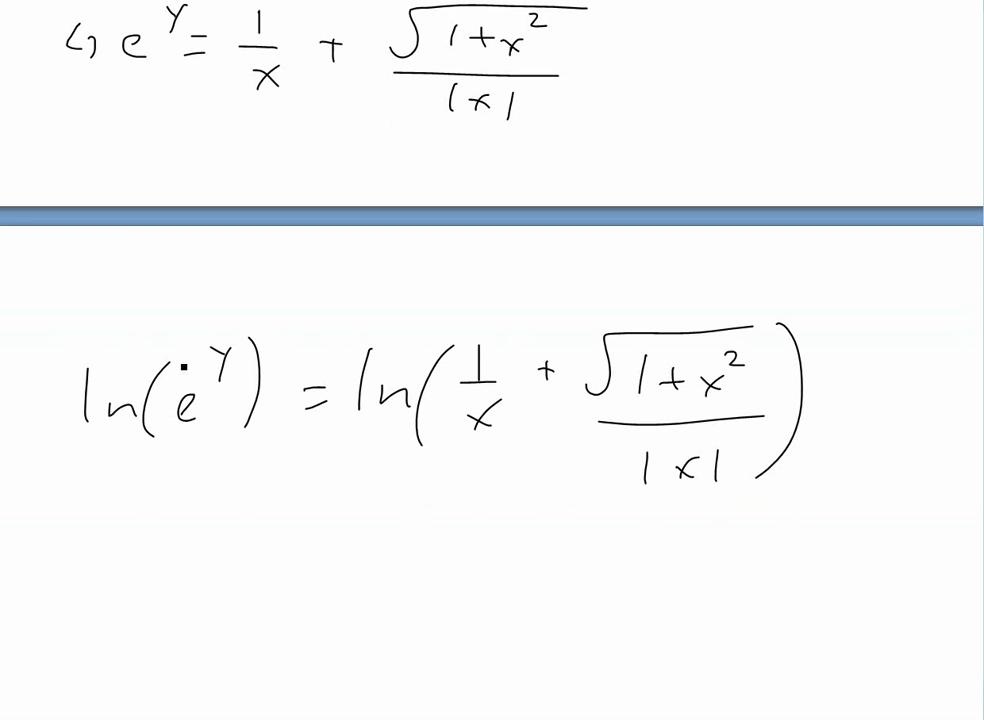 ↳ e^y = 1/x + √(1+x²)/|x|
ln(e^y) = ln(1/x + √(1+x²)/|x|)